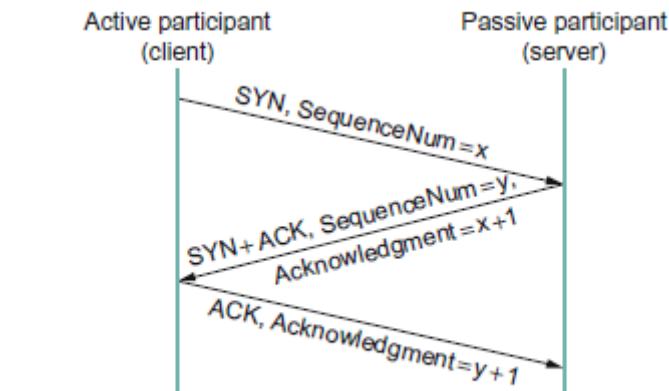 Active participant
(client)
Passive participant
(server)
SYN, SequenceNum=x
SYN+ACK, SequenceNum=y,
Acknowledgment=x+1
ACK, Acknowledgment=y+1